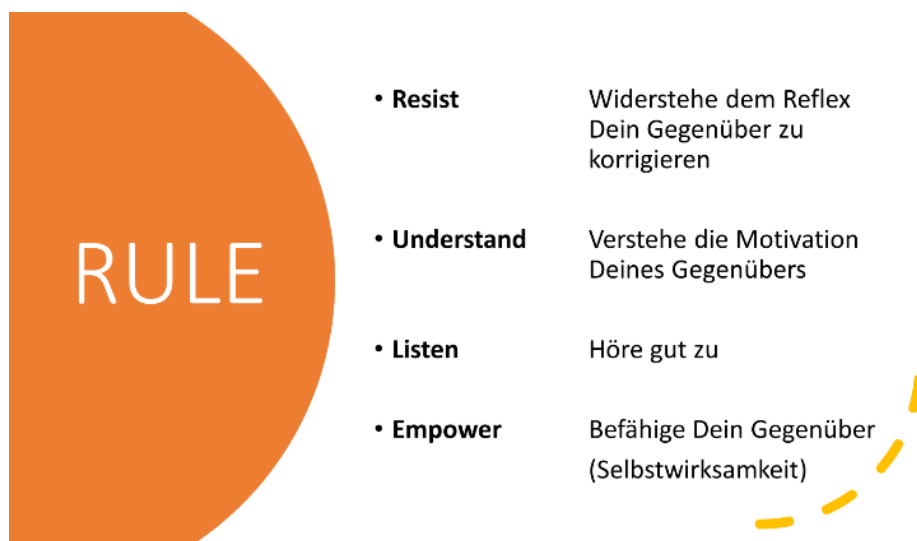 RULE
• Resist Widerstehe dem Reflex
Dein Gegenüber zu
korrigieren
• Understand Verstehe die Motivation
Deines Gegenübers
• Listen Höre gut zu
• Empower Befähige Dein Gegenüber
(Selbstwirksamkeit)